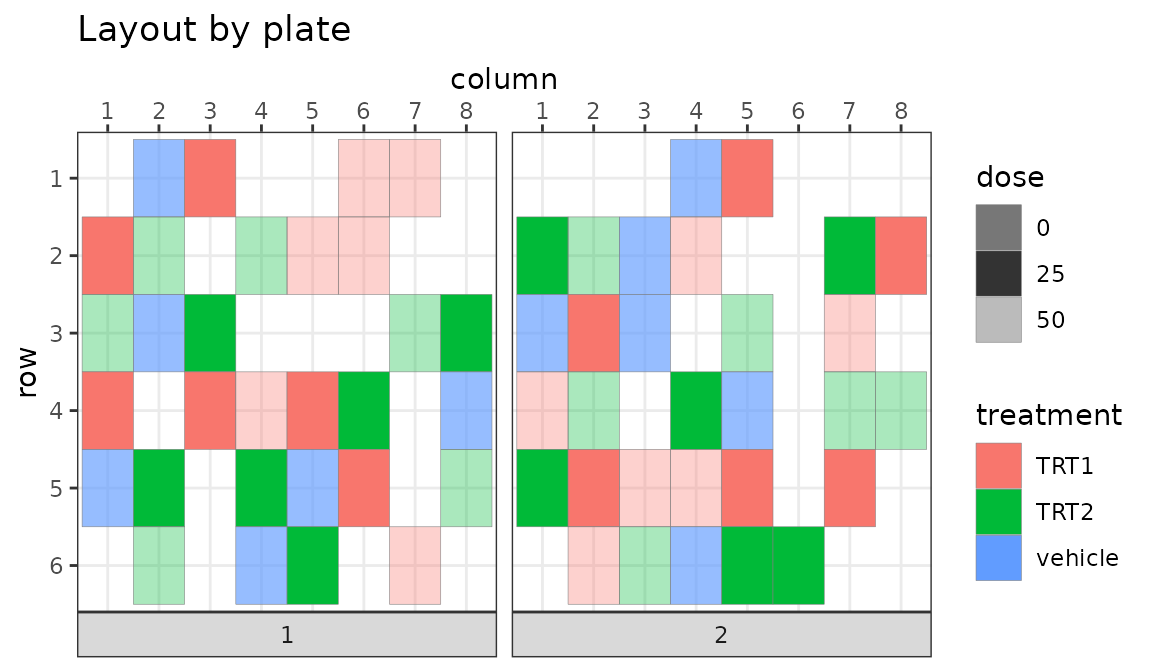 Layout by plate
column
1 2 3 4 5 6 7 8 1 2 3 4 5 6 7 8
row
1
2
3
4
5
6
1 2
dose
0
25
50
treatment
TRT1
TRT2
vehicle